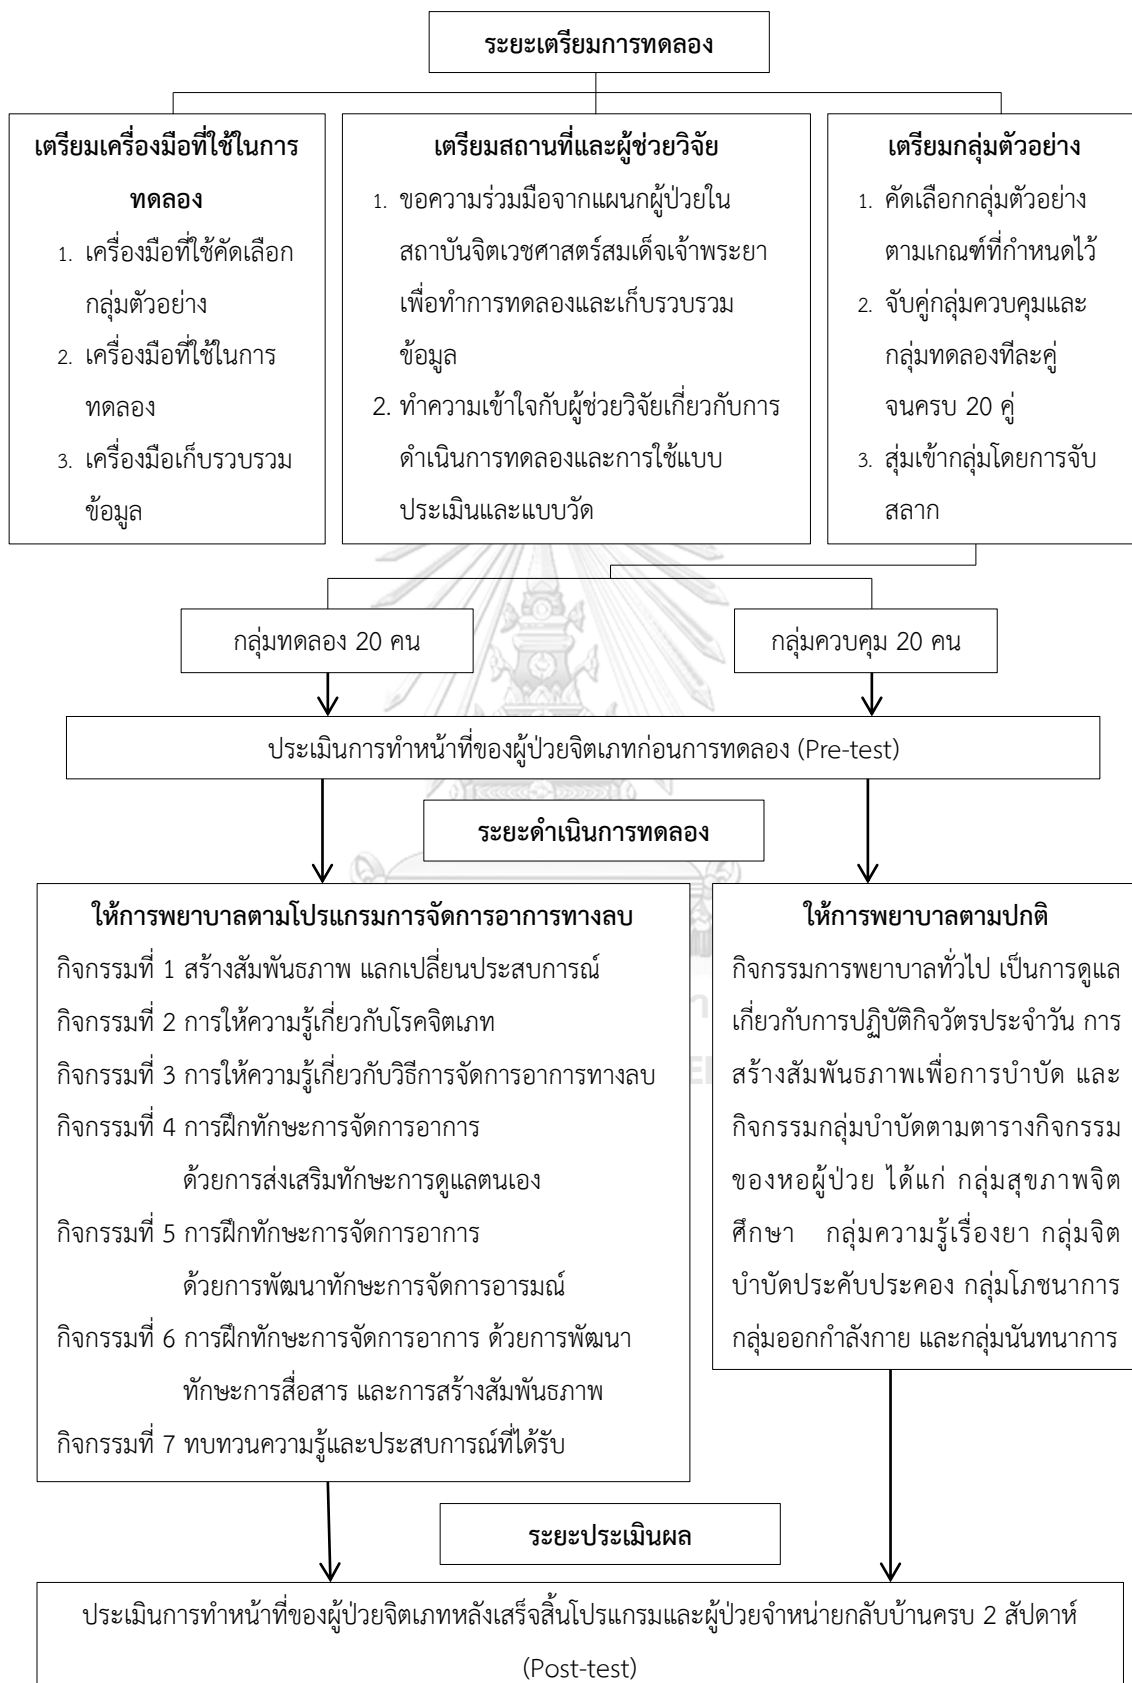 ระยะเตรียมการทดลอง
เตรียมเครื่องมือที่ใช้ในการ
ทดลอง
1. เครื่องมือที่ใช้คัดเลือก
กลุ่มตัวอย่าง
2. เครื่องมือที่ใช้ในการ
ทดลอง
3. เครื่องมือเก็บรวบรวม
ข้อมูล
เตรียมสถานที่และผู้ช่วยวิจัย
1. ขอความร่วมมือจากแผนกผู้ป่วยใน
สถาบันจิตเวชศาสตร์สมเด็จเจ้าพระยา
เพื่อทำการทดลองและเก็บรวบรวม
ข้อมูล
2. ทำความเข้าใจกับผู้ช่วยวิจัยเกี่ยวกับการ
ดำเนินการทดลองและการใช้แบบ
ประเมินและแบบวัด
เตรียมกลุ่มตัวอย่าง
1. คัดเลือกกลุ่มตัวอย่าง
ตามเกณฑ์ที่กำหนดไว้
2. จับคู่กลุ่มควบคุมและ
กลุ่มทดลองทีละคู่
จนครบ 20 คู่
3. สุ่มเข้ากลุ่มโดยการจับ
สลาก
กลุ่มทดลอง 20 คน
กลุ่มควบคุม 20 คน
ประเมินการทำหน้าที่ของผู้ป่วยจิตเภทก่อนการทดลอง (Pre-test)
ระยะดำเนินการทดลอง
ให้การพยาบาลตามโปรแกรมการจัดการอาการทางลบ
กิจกรรมที่ 1 สร้างสัมพันธภาพ แลกเปลี่ยนประสบการณ์
กิจกรรมที่ 2 การให้ความรู้เกี่ยวกับโรคจิตเภท
กิจกรรมที่ 3 การให้ความรู้เกี่ยวกับวิธีการจัดการอาการทางลบ
กิจกรรมที่ 4 การฝึกทักษะการจัดการอาการ
ด้วยการส่งเสริมทักษะการดูแลตนเอง
กิจกรรมที่ 5 การฝึกทักษะการจัดการอาการ
ด้วยการพัฒนาทักษะการจัดการอารมณ์
กิจกรรมที่ 6 การฝึกทักษะการจัดการอาการ ด้วยการพัฒนา
ทักษะการสื่อสาร และการสร้างสัมพันธภาพ
กิจกรรมที่ 7 ทบทวนความรู้และประสบการณ์ที่ได้รับ
ให้การพยาบาลตามปกติ
กิจกรรมการพยาบาลทั่วไป เป็นการดูแล
เกี่ยวกับการปฏิบัติกิจวัตรประจำวัน การ
สร้างสัมพันธภาพเพื่อการบำบัด และ
กิจกรรมกลุ่มบำบัดตามตารางกิจกรรม
ของหอผู้ป่วย ได้แก่ กลุ่มสุขภาพจิต
ศึกษา กลุ่มความรู้เรื่องยา กลุ่มจิต
บำบัดประคับประคอง กลุ่มโภชนาการ
กลุ่มออกกำลังกาย และกลุ่มนันทนาการ
ระยะประเมินผล
ประเมินการทำหน้าที่ของผู้ป่วยจิตเภทหลังเสร็จสิ้นโปรแกรมและผู้ป่วยจำหน่ายกลับบ้านครบ 2 สัปดาห์
(Post-test)